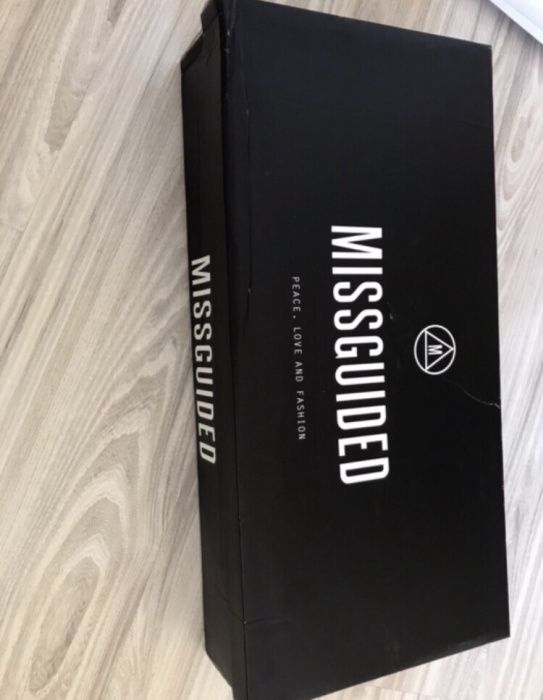 M
MISSGUIDED
PEACE, LOVE AND FASHION
MISSGUIDED